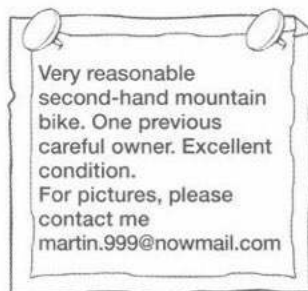 Very reasonable
second-hand mountain
bike. One previous
careful owner. Excellent
condition.
For pictures, please
contact me
martin.999@nowmail.com